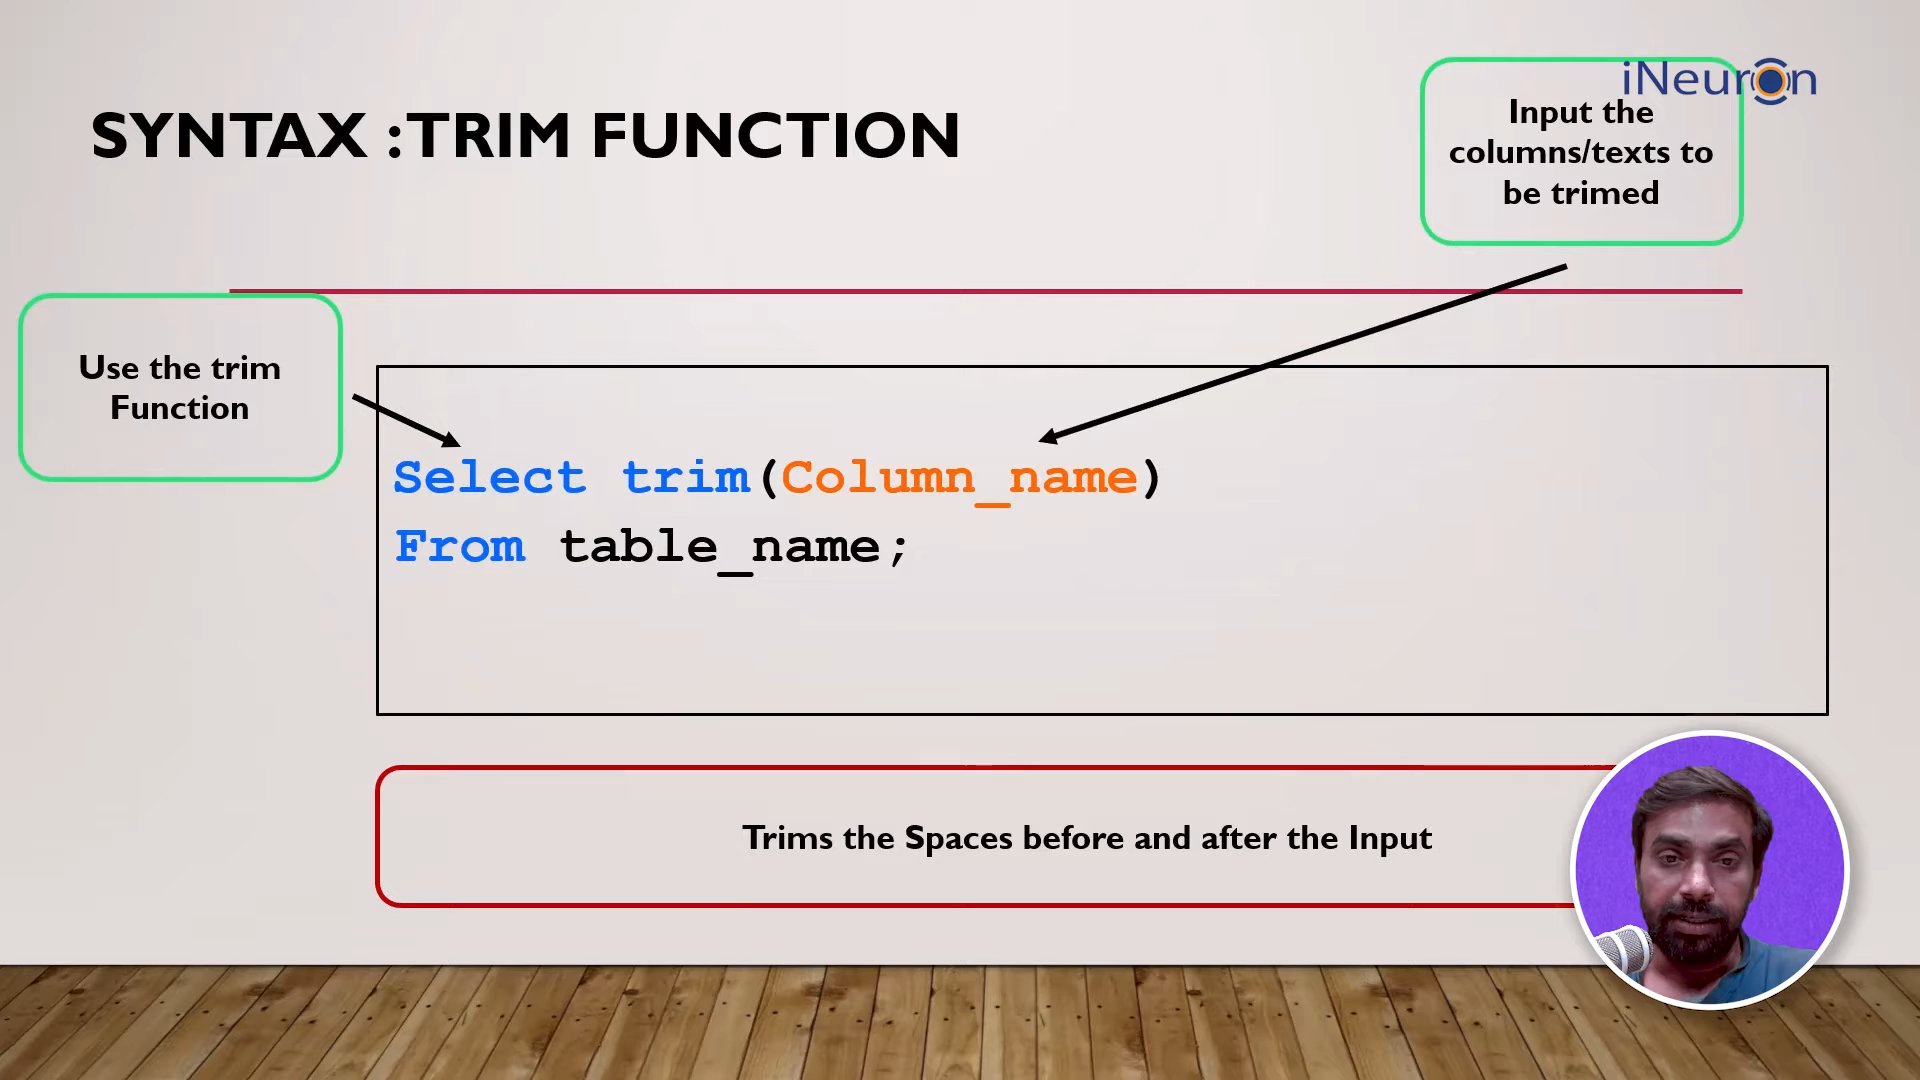 iNeuron
SYNTAX :TRIM FUNCTION
Input the
columns/texts to
be trimed
Use the trim
Function
Select trim(Column_name)
From table_name;
Trims the Spaces before and after the Input